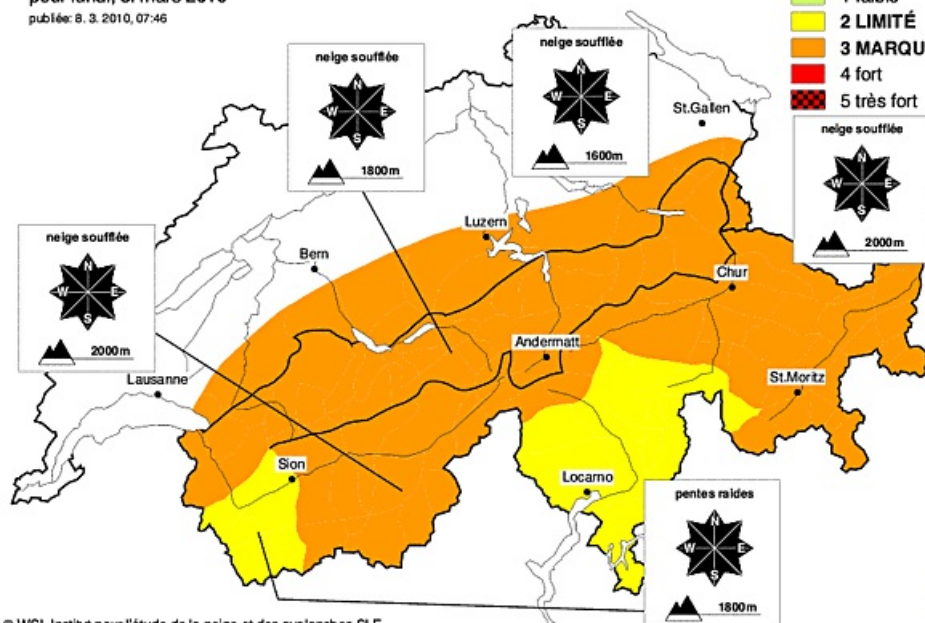 publiée: 8. 3. 2010, 07:46
2 LIMITÉ
3 MARQU
4 fort
5 très fort
neige soufflée
N
W E
S
1800m
neige soufflée
N
W E
S
1600m
St.Gallen
neige soufflée
N
W E
S
2000m
Luzern
neige soufflée
N
W E
S
2000m
Bern
Chur
Andermatt
Lausanne
St.Moritz
Sion
Locarno
pentes raides
N
W E
S
1800m